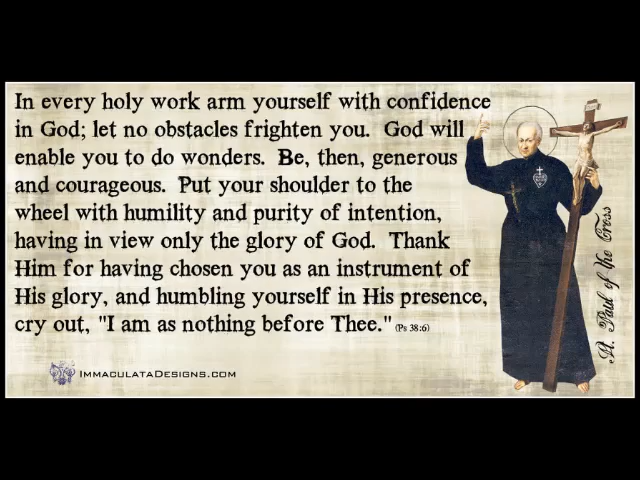 In every holy work arm yourself with confidence
in God; let no obstacles frighten you.  God will
enable you to do wonders.  Be, then, generous
and courageous.  Put your shoulder to the
wheel with humility and purity of intention,
having in view only the glory of God.  Thank
Him for having chosen you as an instrument of
His glory, and humbling yourself in His presence,
cry out, "I am as nothing before Thee." (Ps 38:6)
ImmaculataDesigns.com
St. Paul of the Cross